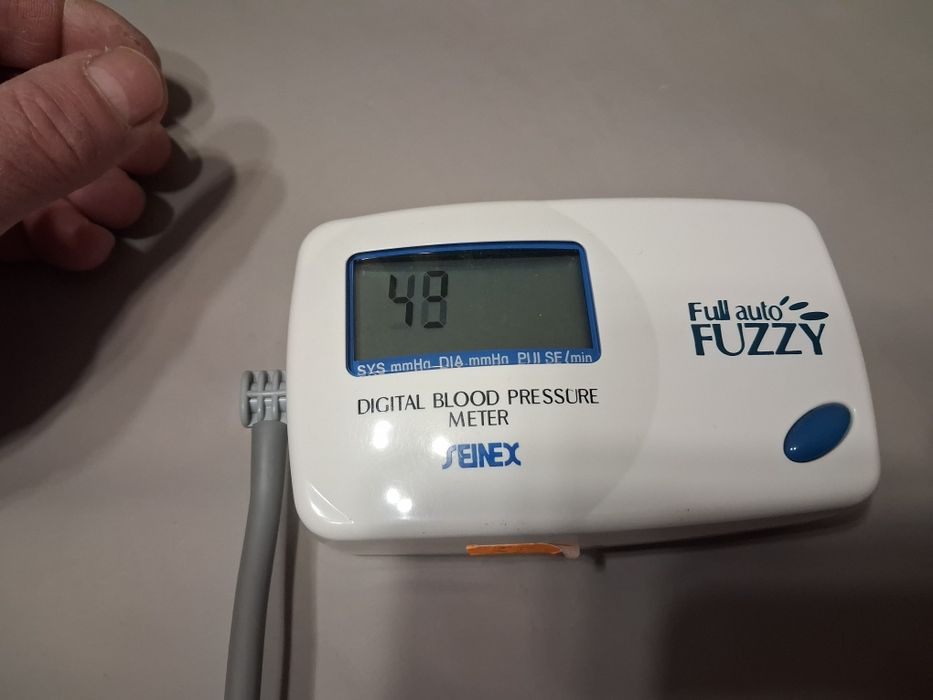 48
SYS mmHg DIA mmHg PULSE/min
Full auto
FUZZY
DIGITAL BLOOD PRESSURE
METER
SEINEX